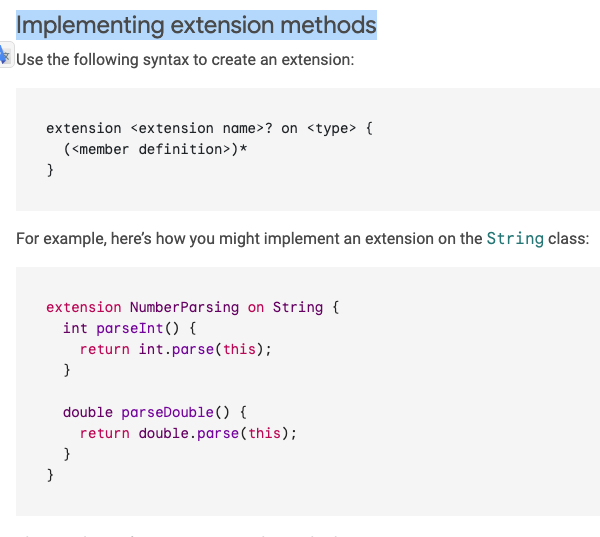 Implementing extension methods
Use the following syntax to create an extension:
extension <extension name>? on <type> {
  (<member definition>)*
}
For example, here’s how you might implement an extension on the String class:
extension NumberParsing on String {
  int parseInt() {
    return int.parse(this);
  }

  double parseDouble() {
    return double.parse(this);
  }
}